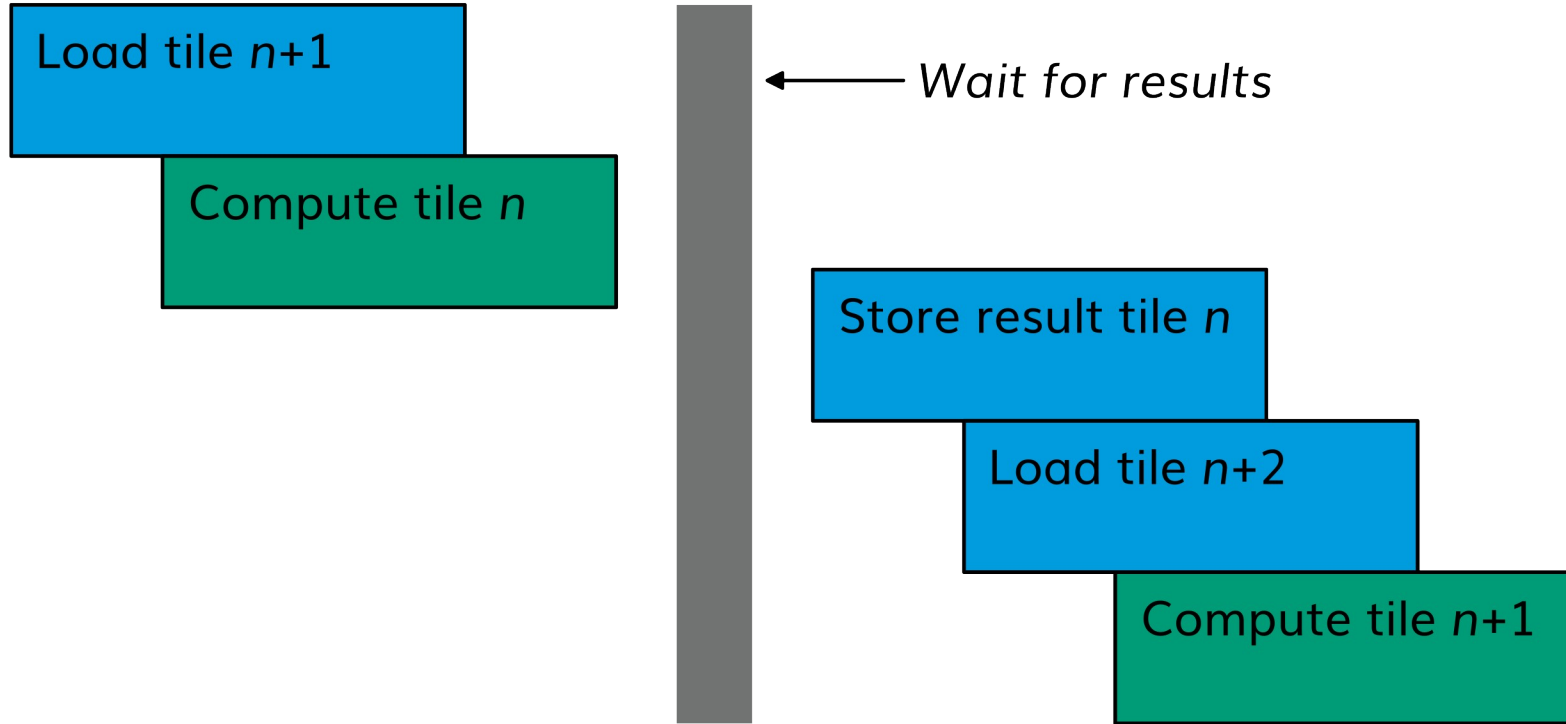 Load tile n+1
Wait for results
Compute tile n
Store result tile n
Load tile n+2
Compute tile n+1